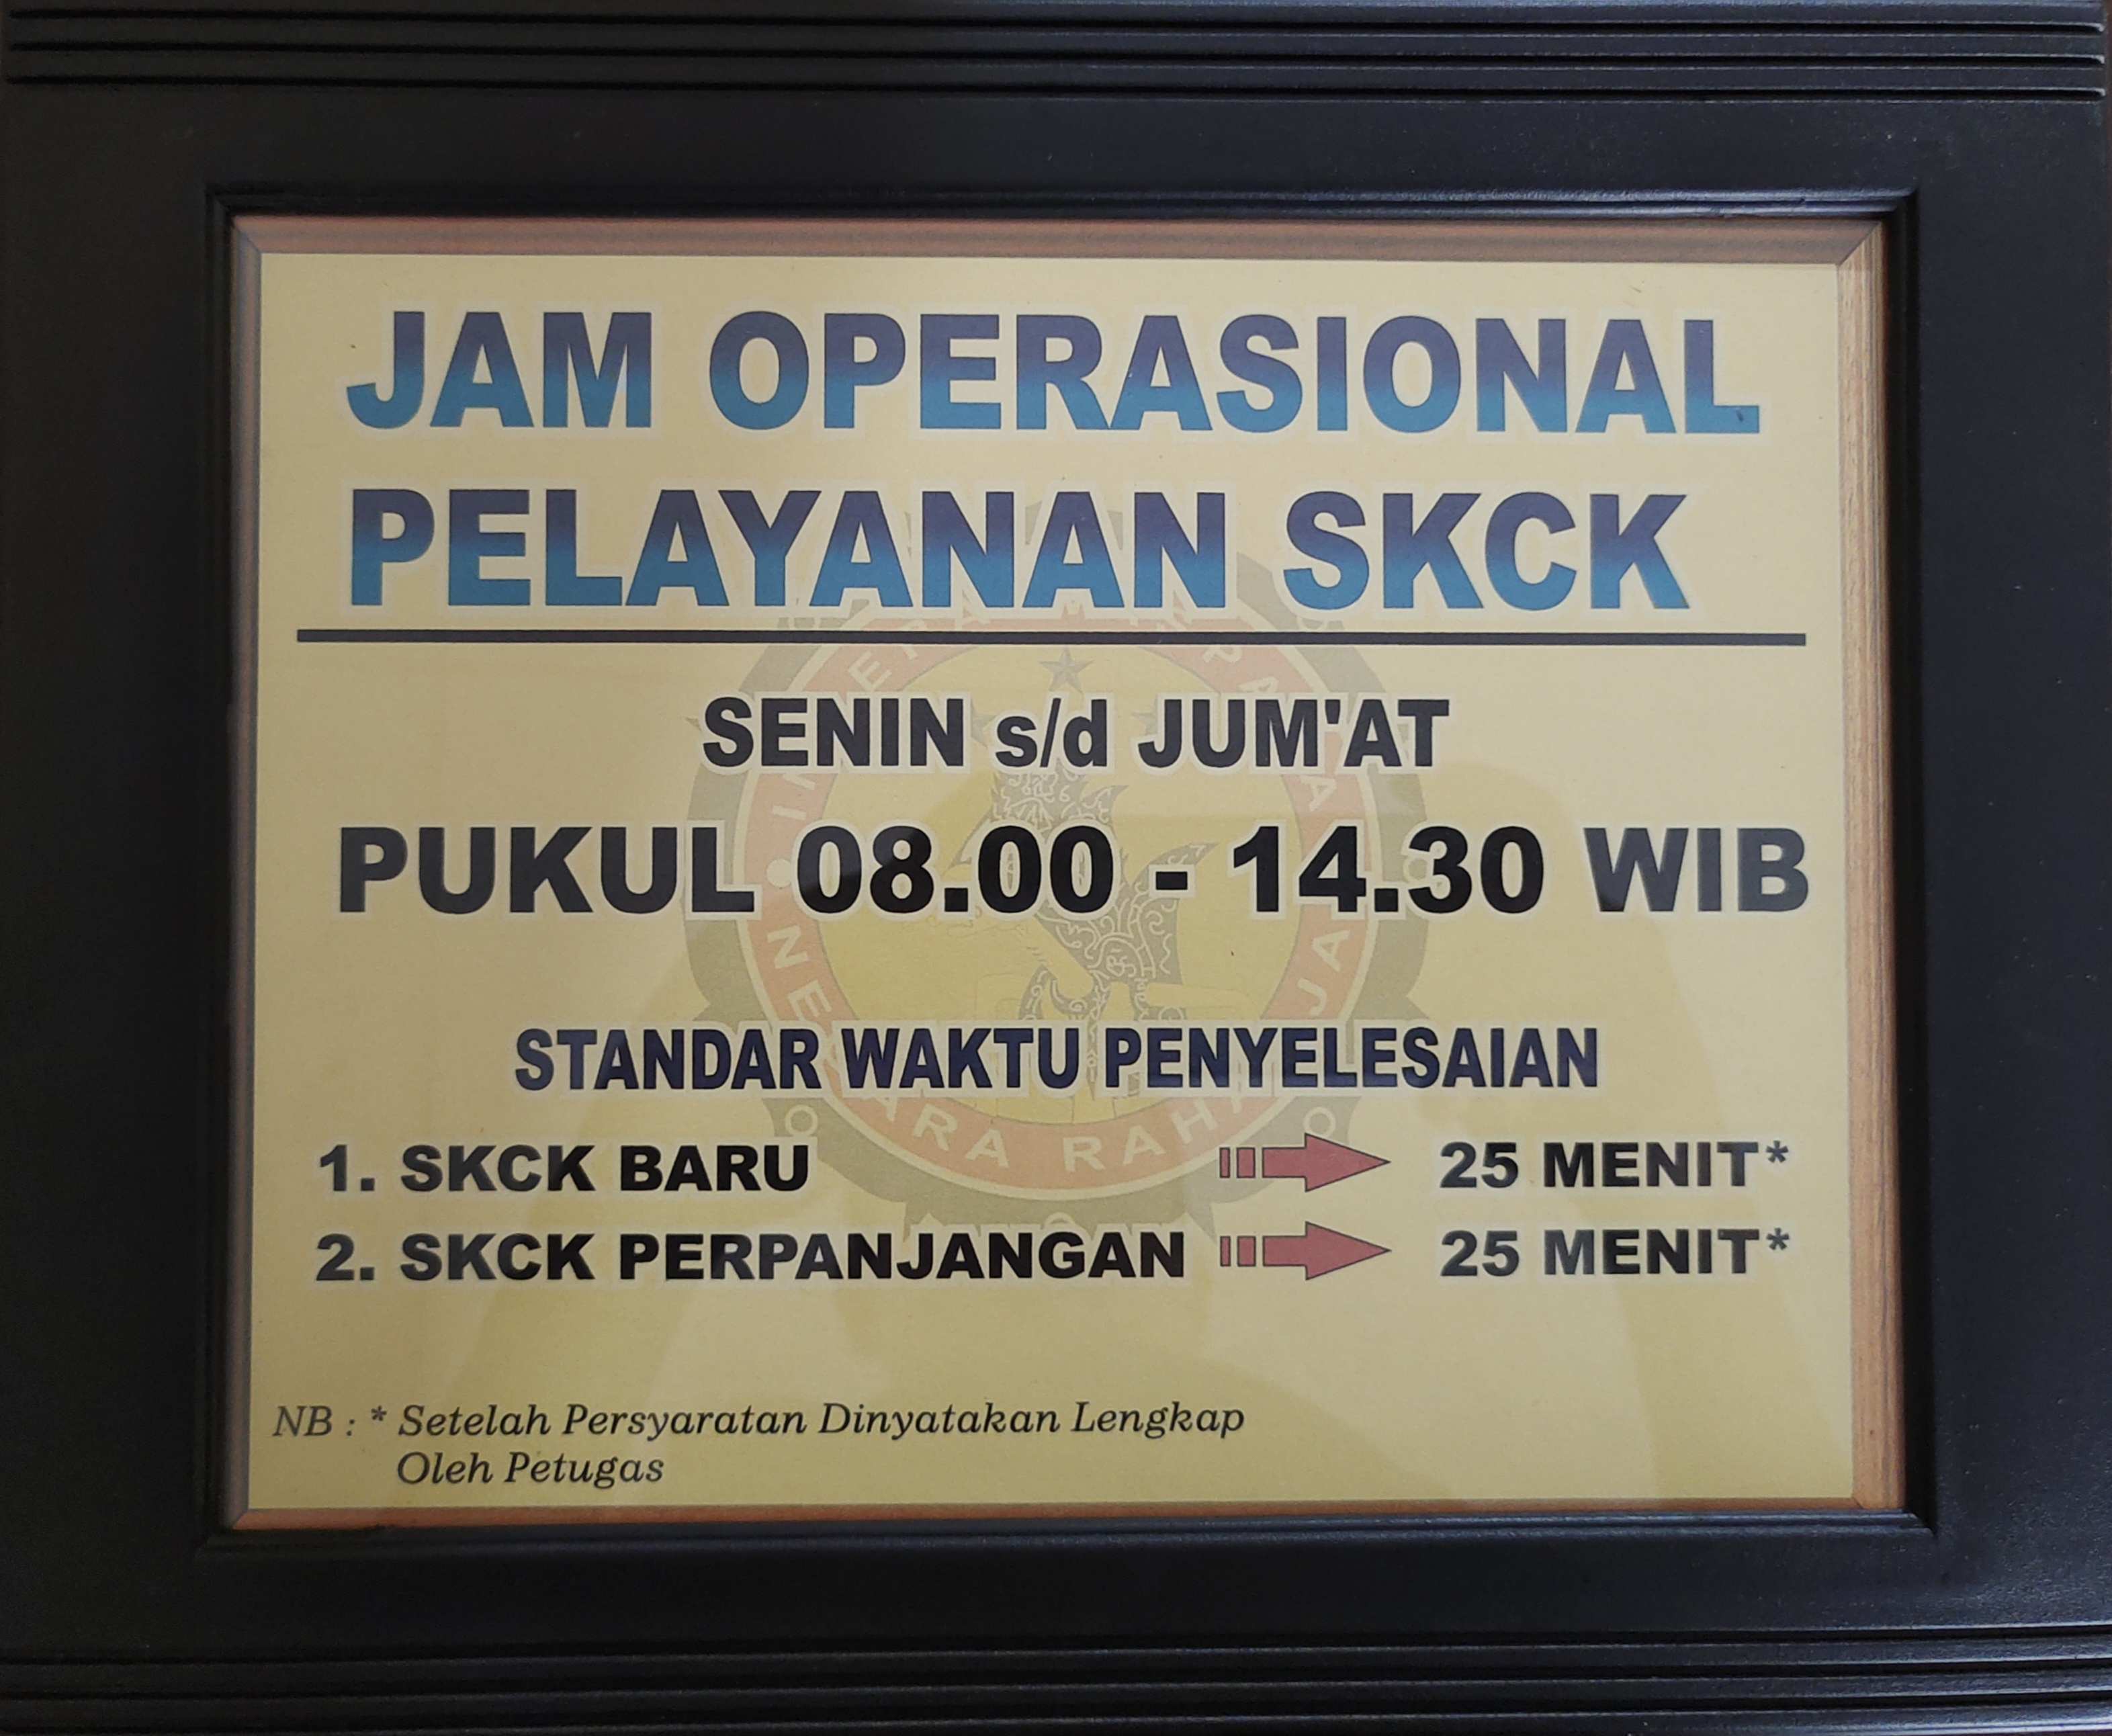 JAM OPERASIONAL
PELAYANAN SKCK
SENIN s/d JUM'AT
PUKUL 08.00 - 14.30 WIB
STANDAR WAKTU PENYELESAIAN
1. SKCK BARU 25 MENIT*
2. SKCK PERPANJANGAN 25 MENIT*
NB : * Setelah Persyaratan Dinyatakan Lengkap
Oleh Petugas